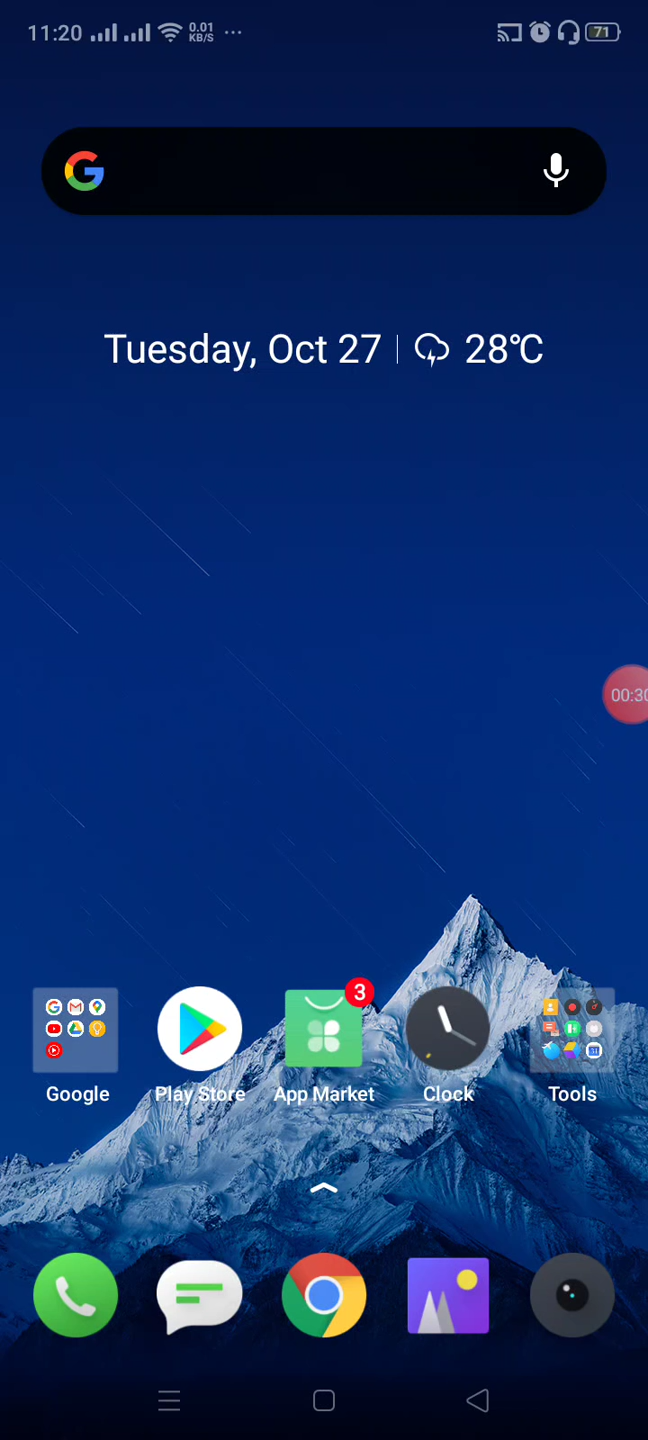 11:20 0.01 KB/S ... 71
Tuesday, Oct 27 28°C
00:30
3
Google Play Store App Market Clock Tools